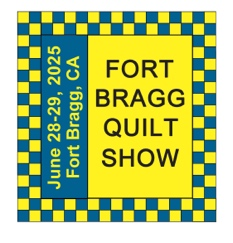 June 28-29, 2025
Fort Bragg, CA
FORT
BRAGG
QUILT
SHOW